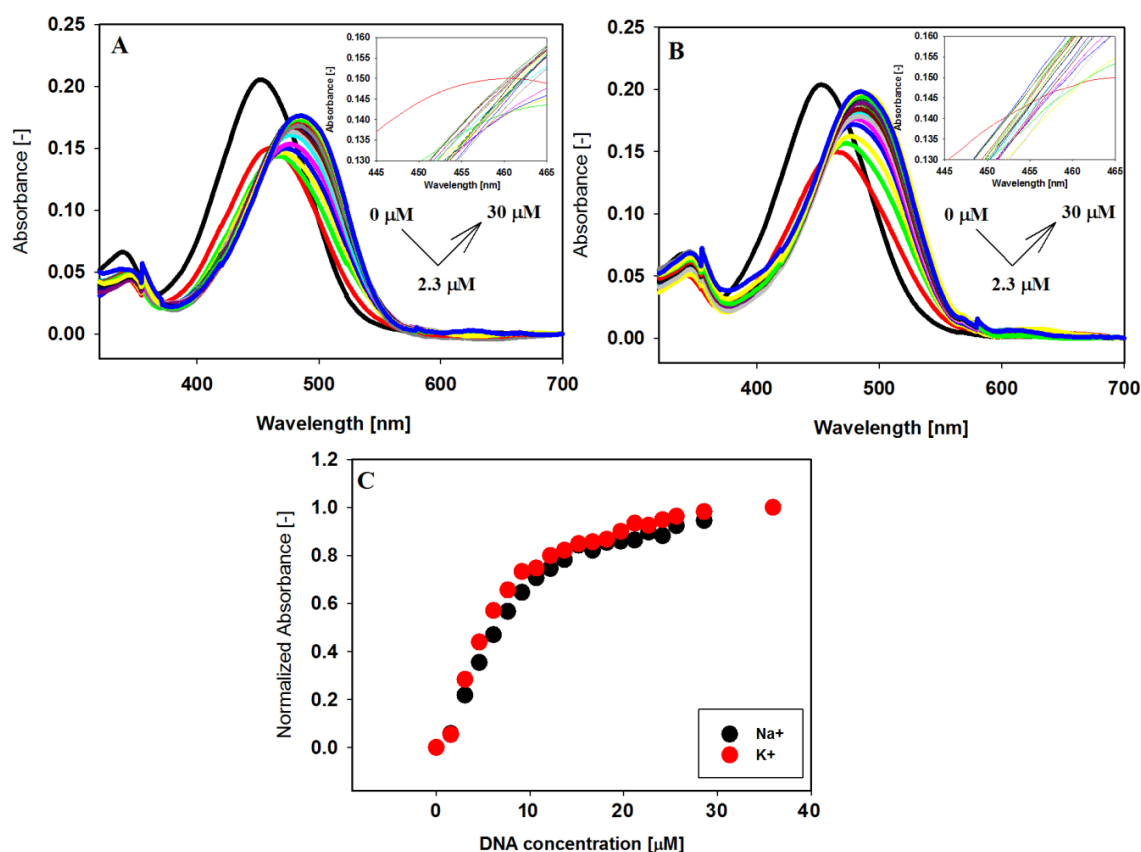 A
0.25
0.20
0.15
0.10
0.05
0.00
Absorbance [-]
400 500 600 700
Wavelength [nm]
0.160
0.155
0.150
0.145
0.140
0.135
0.130
Absorbance [-]
445 450 455 460 465
Wavelength [nm]
0 µM
30 µM
2.3 µM
B
0.25
0.20
0.15
0.10
0.05
0.00
Absorbance [-]
400 500 600 700
Wavelength [nm]
0.160
0.155
0.150
0.145
0.140
0.135
0.130
Absorbance [-]
445 450 455 460 465
Wavelength [nm]
0 µM
30 µM
2.3 µM
C
1.2
1.0
0.8
0.6
0.4
0.2
0.0
Normalized Absorbance [-]
0 10 20 30 40
DNA concentration [µM]
Na+
K+